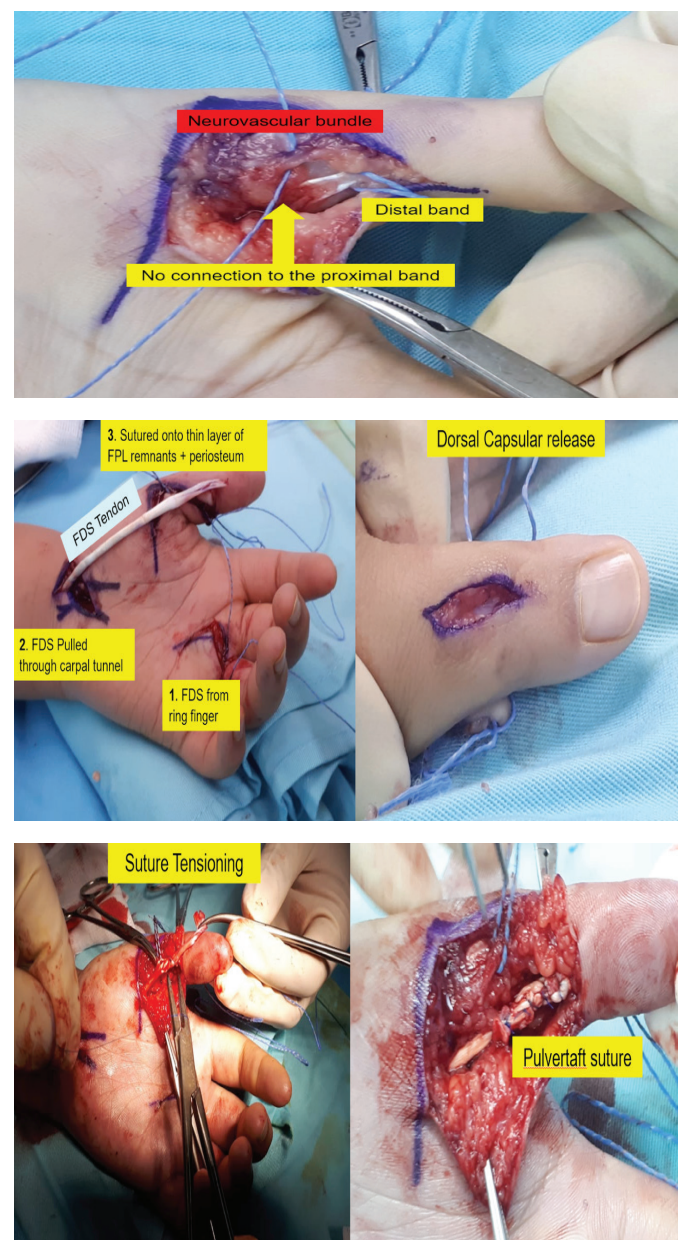 Neurovascular bundle
Distal band
No connection to the proximal band
3. Sutured onto thin layer of
FPL remnants + periosteum
FDS Tendon
2. FDS Pulled
through carpal tunnel
1. FDS from
ring finger
Dorsal Capsular release
Suture Tensioning
Pulvertaft suture